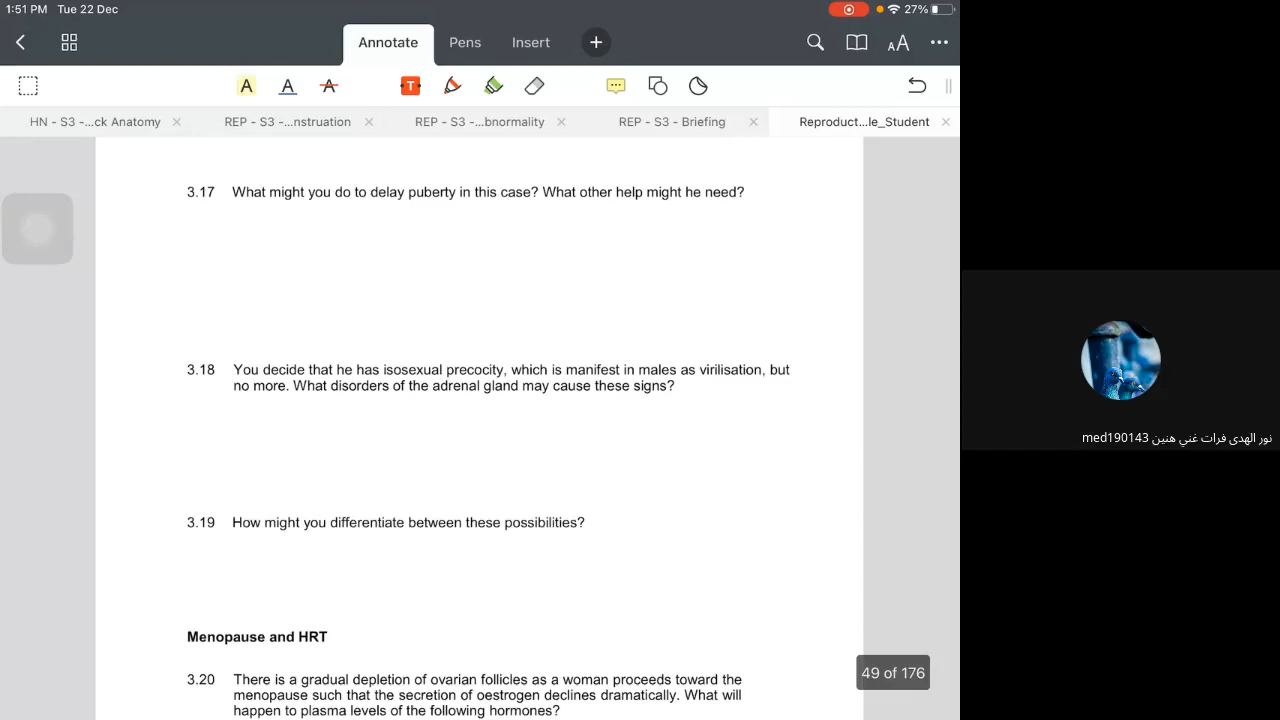 1:51 PM Tue 22 Dec 27%
Annotate Pens Insert
AA
A A A T
HN - S3 -...ck Anatomy REP - S3 -...nstruation REP - S3 -...bnormality REP - S3 - Briefing Reproduct...le_Student
3.17 What might you do to delay puberty in this case? What other help might he need?
3.18 You decide that he has isosexual precocity, which is manifest in males as virilisation, but
no more. What disorders of the adrenal gland may cause these signs?
med190143 نور الهدى فرات غني هنين
3.19 How might you differentiate between these possibilities?
Menopause and HRT
49 of 176
3.20 There is a gradual depletion of ovarian follicles as a woman proceeds toward the
menopause such that the secretion of oestrogen declines dramatically. What will
happen to plasma levels of the following hormones?